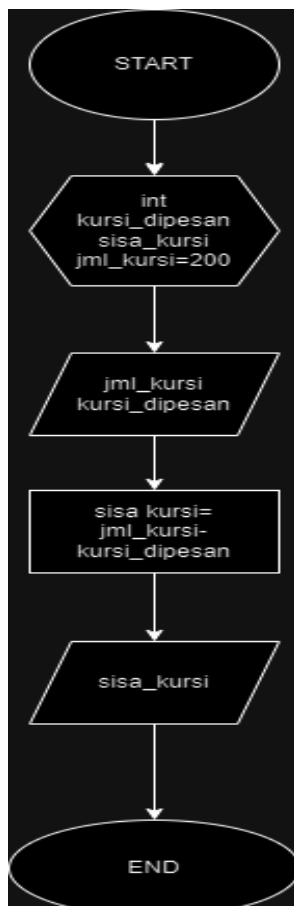 START
int
kursi_dipesan
sisa_kursi
jml_kursi=200
jml_kursi
kursi_dipesan
sisa kursi=
jml_kursi-
kursi_dipesan
sisa_kursi
END